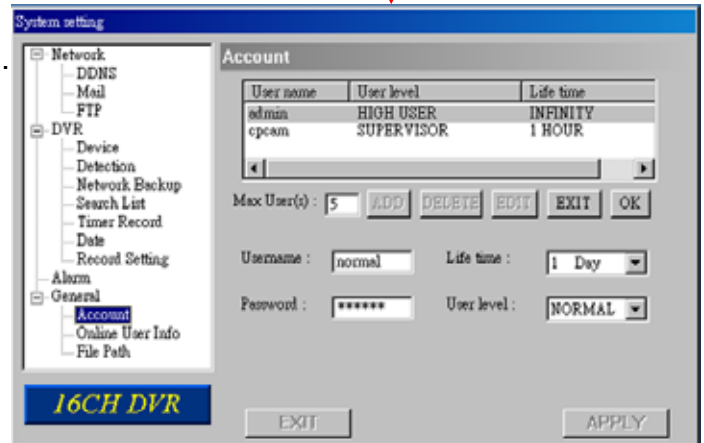 System setting
Network
DDNS
Mail
FTP
DVR
Device
Detection
Network Backup
Search List
Timer Record
Date
Record Setting
Alarm
General
Account
Online User Info
File Path
16CH DVR
Account
User name User level Life time
admin HIGH USER INFINITY
cpcam SUPERVISOR 1 HOUR
Max User(s) : 5 ADD DELETE EDIT EXIT OK
Username : normal Life time : 1 Day
Password : ****** User level : NORMAL
EXIT APPLY